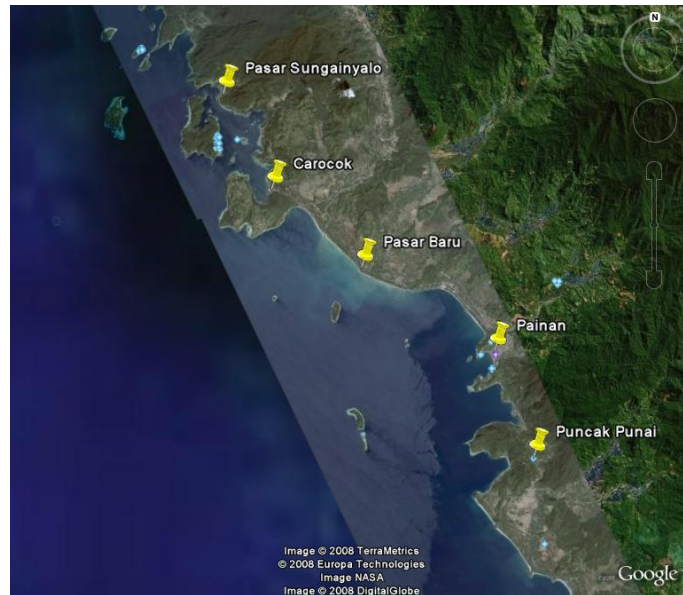 N
Pasar Sungainyalo
Carocok
Pasar Baru
Painan
Puncak Punai
Image © 2008 TerraMetrics
© 2008 Europa Technologies
Image NASA
Image © 2008 DigitalGlobe
Google